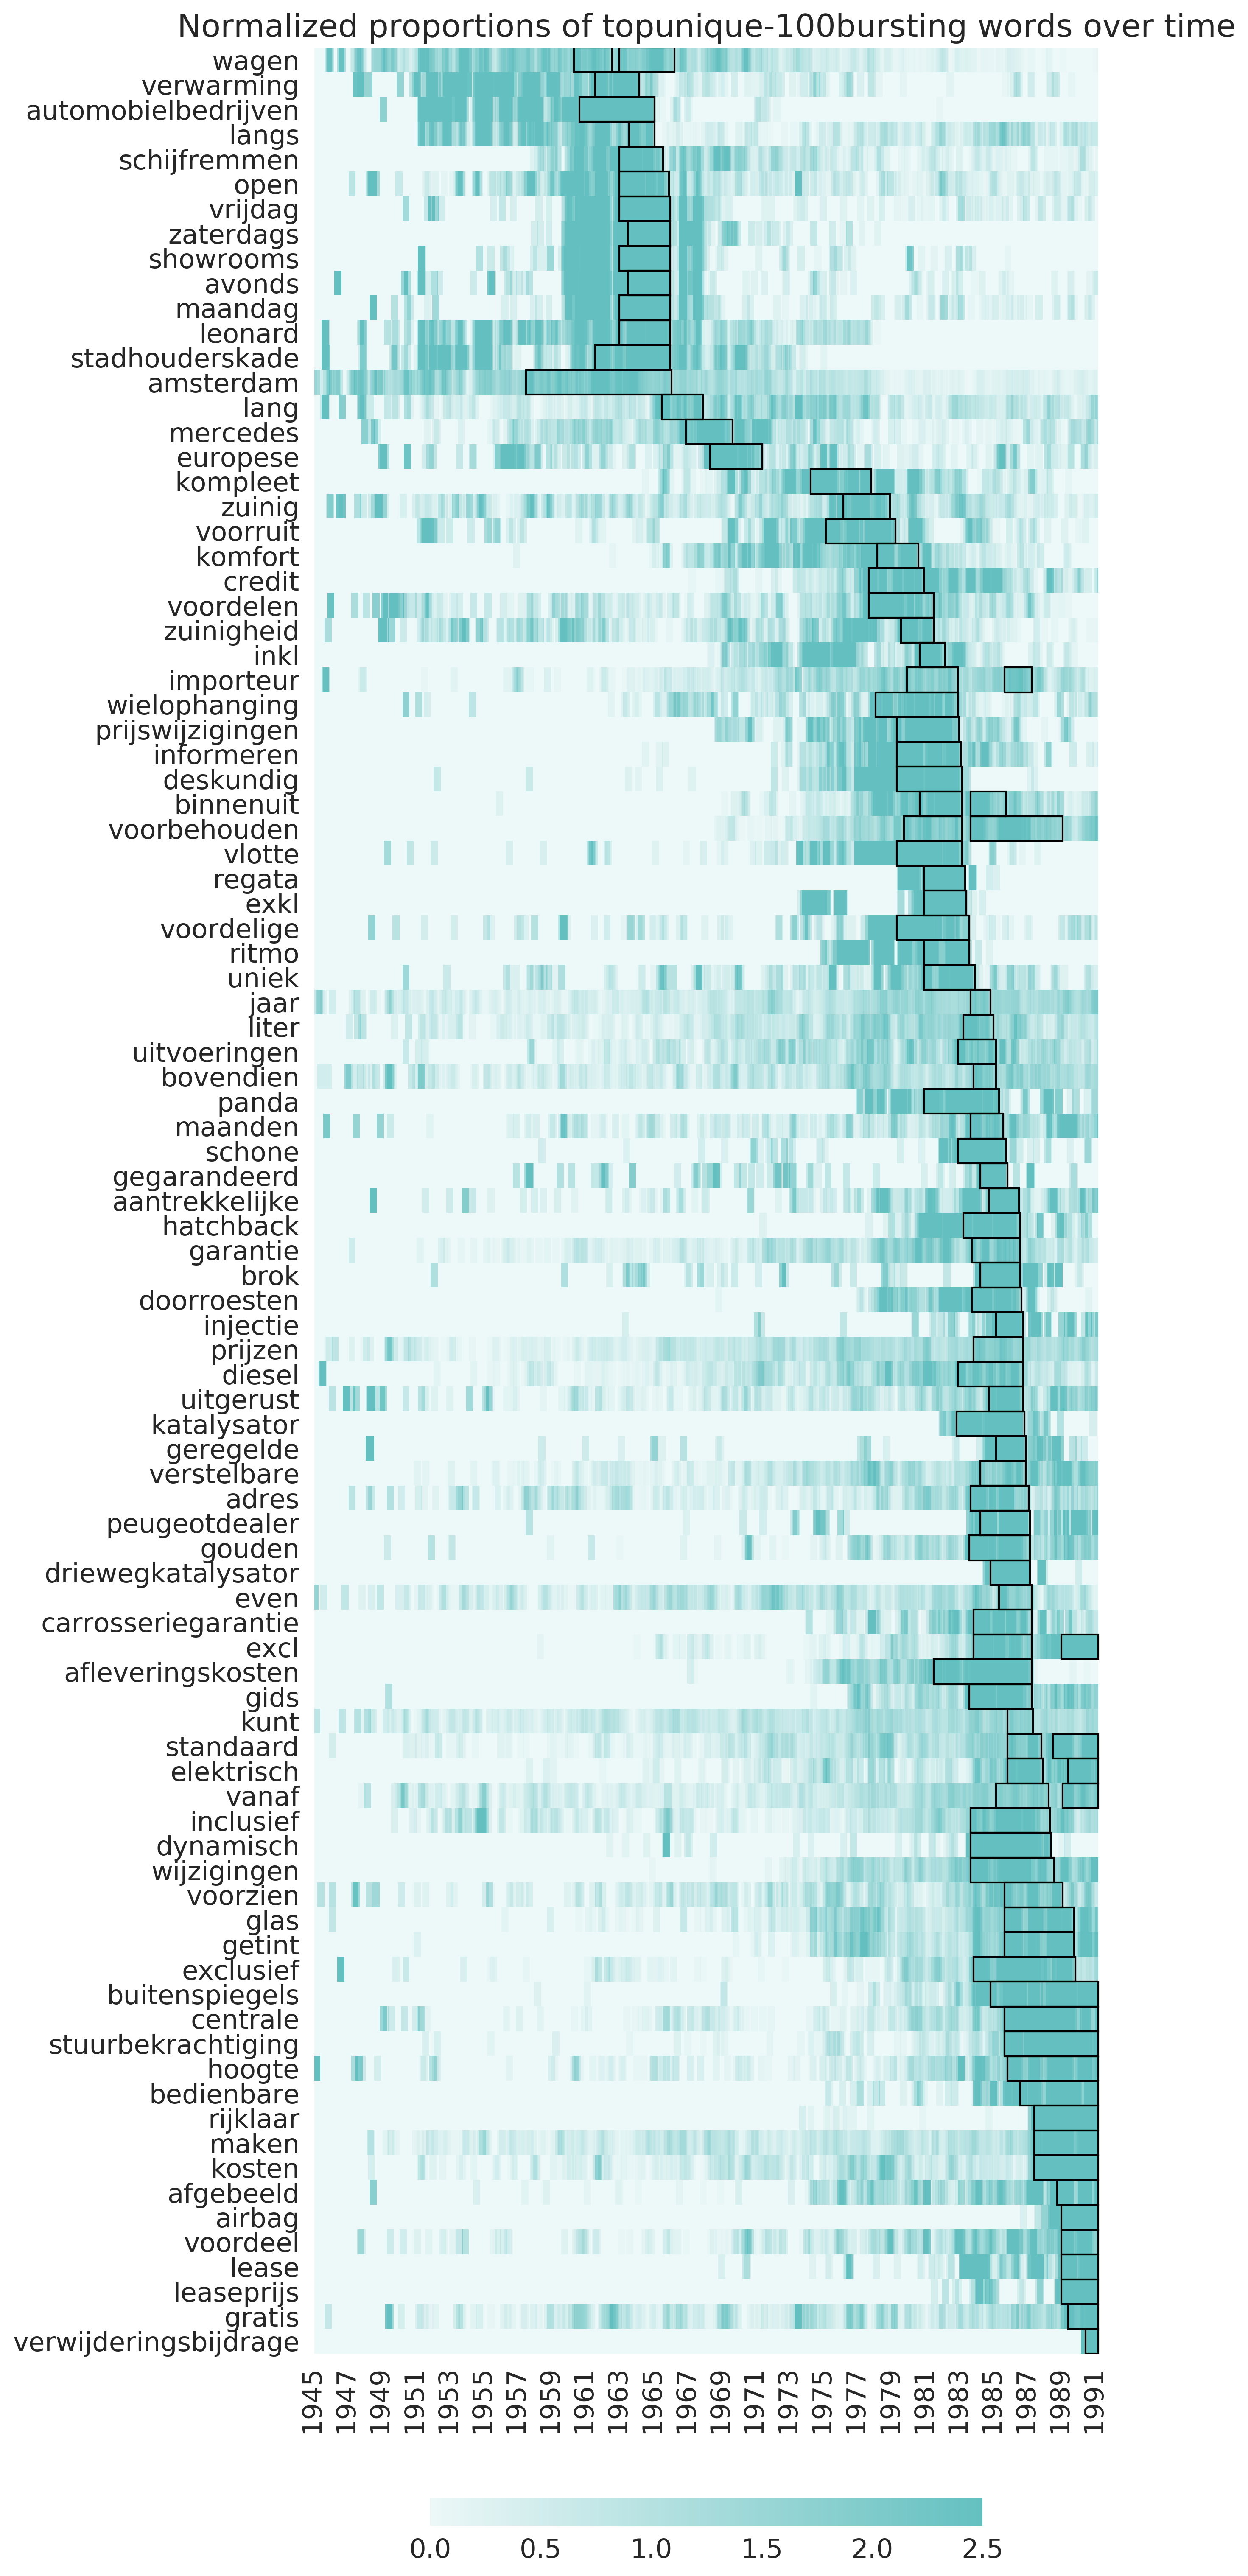 Normalized proportions of topunique-100bursting words over time
wagen
verwarming
automobielbedrijven
langs
schijfremmen
open
vrijdag
zaterdags
showrooms
avonds
maandag
leonard
stadhouderskade
amsterdam
lang
mercedes
europese
kompleet
zuinig
voorruit
komfort
credit
voordelen
zuinigheid
inkl
importeur
wielophanging
prijswijzigingen
informeren
deskundig
binnenuit
voorbehouden
vlotte
regata
exkl
voordelige
ritmo
uniek
jaar
liter
uitvoeringen
bovendien
panda
maanden
schone
gegarandeerd
aantrekkelijke
hatchback
garantie
brok
doorroesten
injectie
prijzen
diesel
uitgerust
katalysator
geregelde
verstelbare
adres
peugeotdealer
gouden
driewegkatalysator
even
carrosseriegarantie
excl
afleveringskosten
gids
kunt
standaard
elektrisch
vanaf
inclusief
dynamisch
wijzigingen
voorzien
glas
getint
exclusief
buitenspiegels
centrale
stuurbekrachtiging
hoogte
bedienbare
rijklaar
maken
kosten
afgebeeld
airbag
voordeel
lease
leaseprijs
gratis
verwijderingsbijdrage
1945 1947 1949 1951 1953 1955 1957 1959 1961 1963 1965 1967 1969 1971 1973 1975 1977 1979 1981 1983 1985 1987 1989 1991
0.0 0.5 1.0 1.5 2.0 2.5